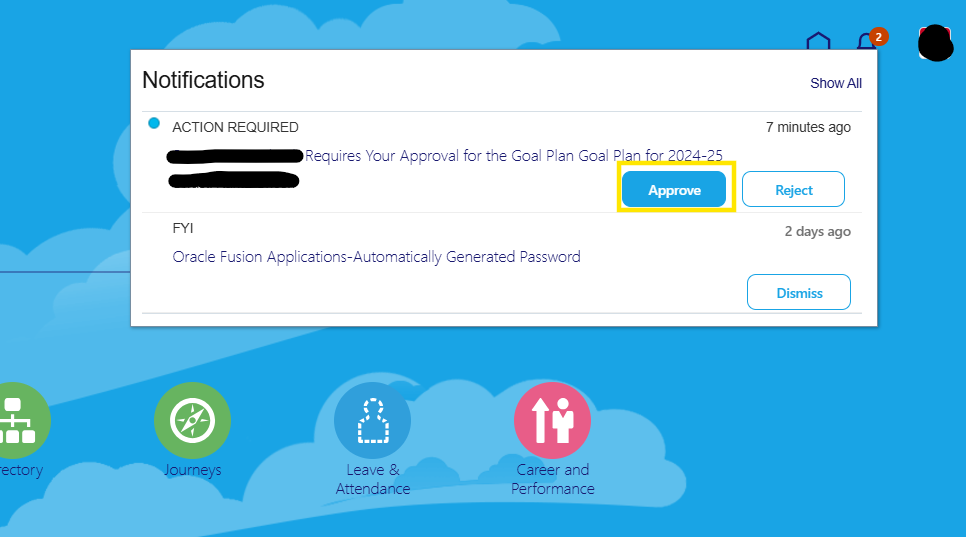 2
Notifications
Show All
ACTION REQUIRED
7 minutes ago
Requires Your Approval for the Goal Plan Goal Plan for 2024-25
Approve
Reject
FYI
2 days ago
Oracle Fusion Applications-Automatically Generated Password
Dismiss
rectory
Journeys
Leave &
Attendance
Career and
Performance